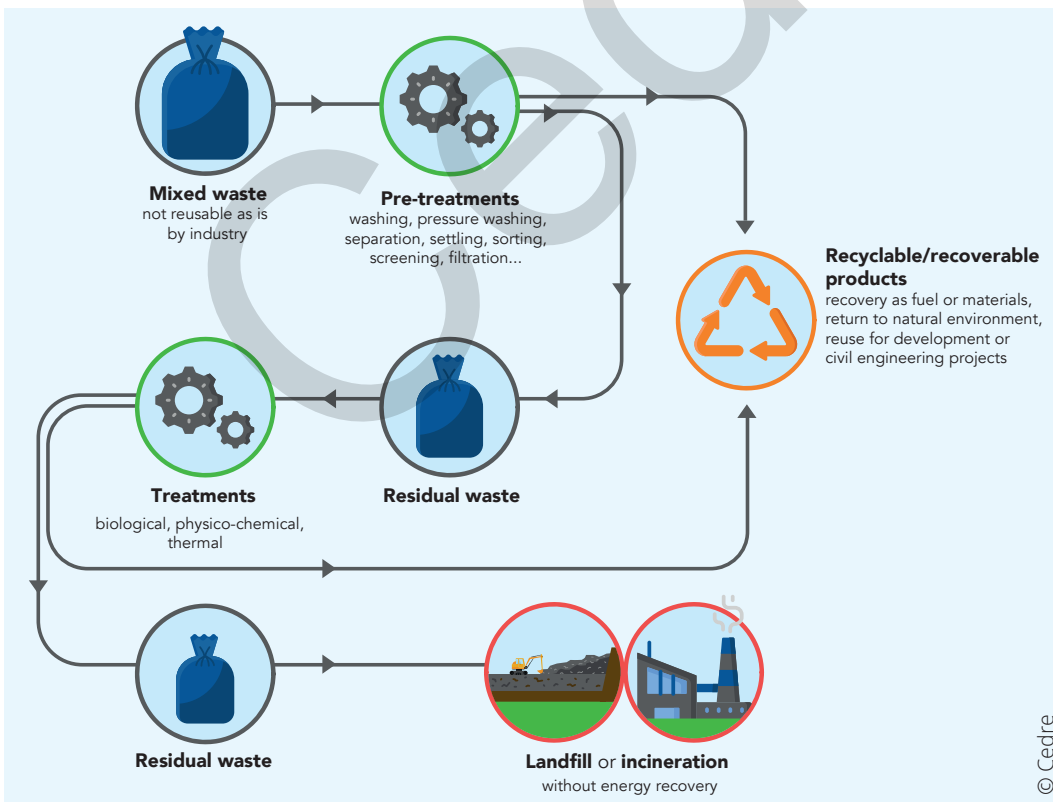 Mixed waste
not reusable as is
by industry
Pre-treatments
washing, pressure washing,
separation, settling, sorting,
screening, filtration...
Recyclable/recoverable
products
recovery as fuel or materials,
return to natural environment,
reuse for development or
civil engineering projects
Treatments
biological, physico-chemical,
thermal
Residual waste
Residual waste
Landfill or incineration
without energy recovery
© Cedre